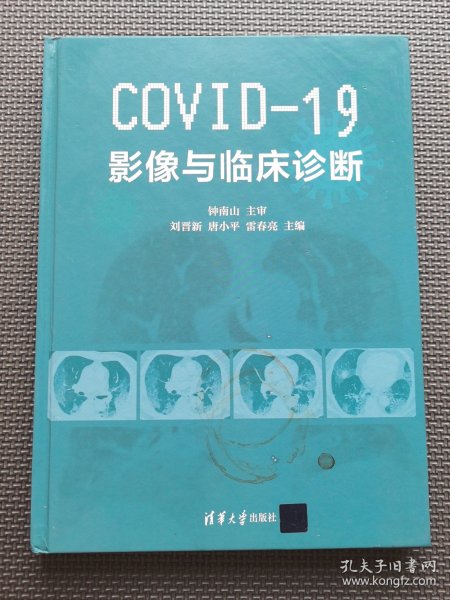 COVID-19
影像与临床诊断
钟南山 主审
刘晋新 唐小平 雷春亮 主编
清华大学出版社
孔夫子旧书网
www.kongfz.com